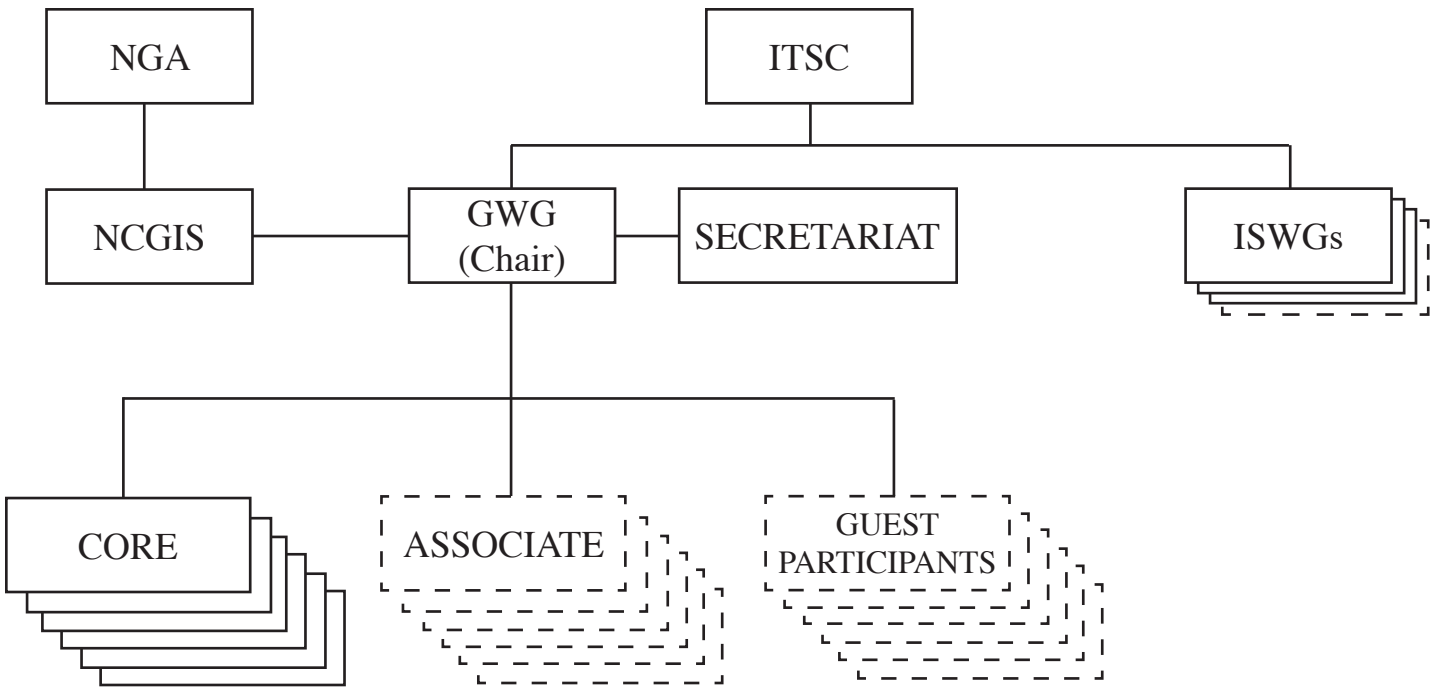 NGA
ITSC
NCGIS
GWG
(Chair)
SECRETARIAT
ISWGs
CORE
ASSOCIATE
GUEST
PARTICIPANTS